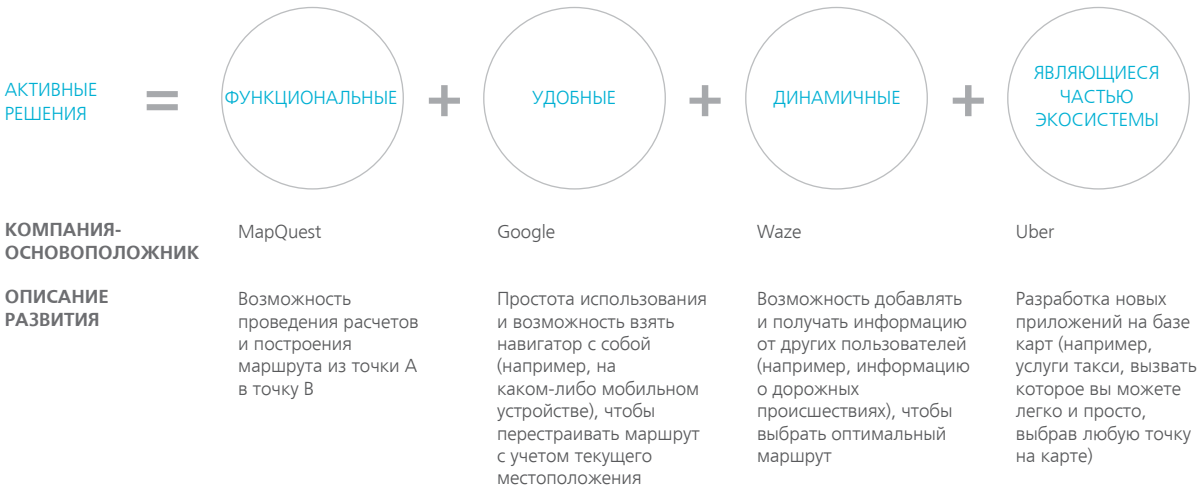 АКТИВНЫЕ
РЕШЕНИЯ
=
ФУНКЦИОНАЛЬНЫЕ
+
УДОБНЫЕ
+
ДИНАМИЧНЫЕ
+
ЯВЛЯЮЩИЕСЯ
ЧАСТЬЮ
ЭКОСИСТЕМЫ
КОМПАНИЯ-
ОСНОВОПОЛОЖНИК
MapQuest
Google
Waze
Uber
ОПИСАНИЕ
РАЗВИТИЯ
Возможность
проведения расчетов
и построения
маршрута из точки А
в точку В
Простота использования
и возможность взять
навигатор с собой
(например, на
каком-либо мобильном
устройстве), чтобы
перестраивать маршрут
с учетом текущего
местоположения
Возможность добавлять
и получать информацию
от других пользователей
(например, информацию
о дорожных
происшествиях), чтобы
выбрать оптимальный
маршрут
Разработка новых
приложений на базе
карт (например,
услуги такси, вызвать
которое вы можете
легко и просто,
выбрав любую точку
на карте)